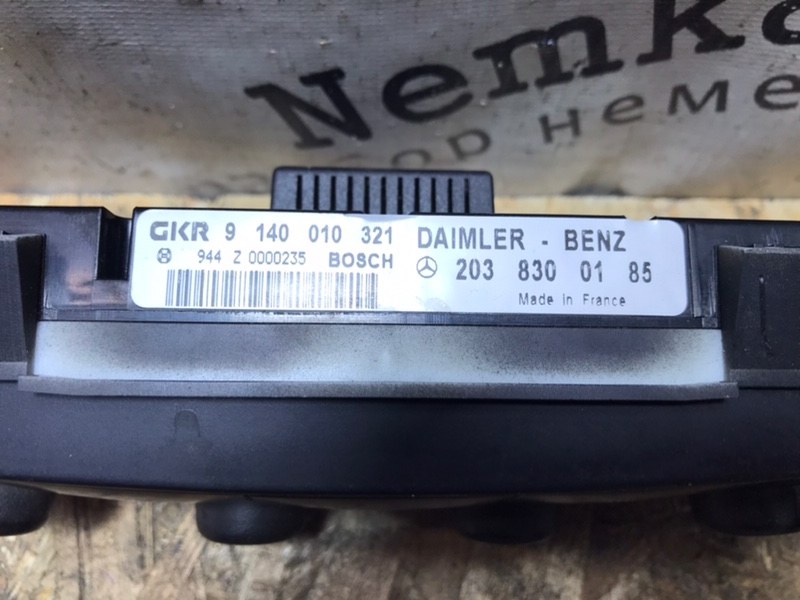 Nemka
неме
GKR 9 140 010 321 DAIMLER - BENZ
944 Z 0000235 BOSCH 203 830 01 85
Made in France